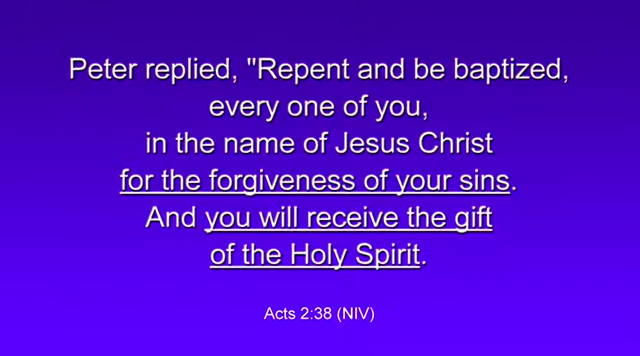 Peter replied, "Repent and be baptized,
every one of you,
in the name of Jesus Christ
for the forgiveness of your sins.
And you will receive the gift
of the Holy Spirit.
Acts 2:38 (NIV)